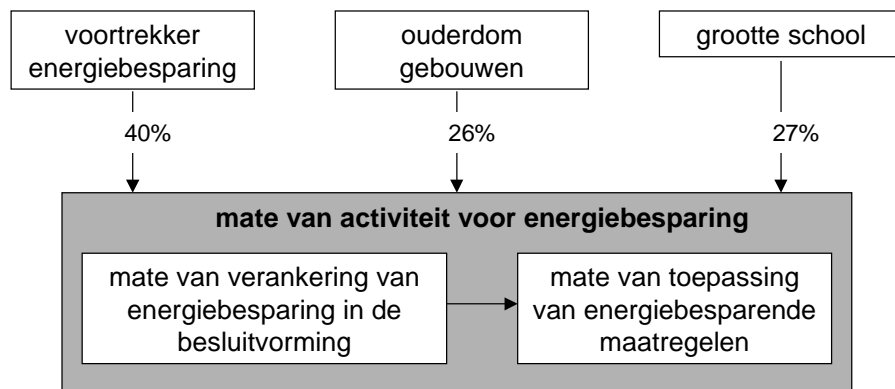 voortrekker
energiebesparing
ouderdom
gebouwen
grootte school
40%
26%
27%
mate van activiteit voor energiebesparing
mate van verankering van
energiebesparing in de
besluitvorming
mate van toepassing
van energiebesparende
maatregelen